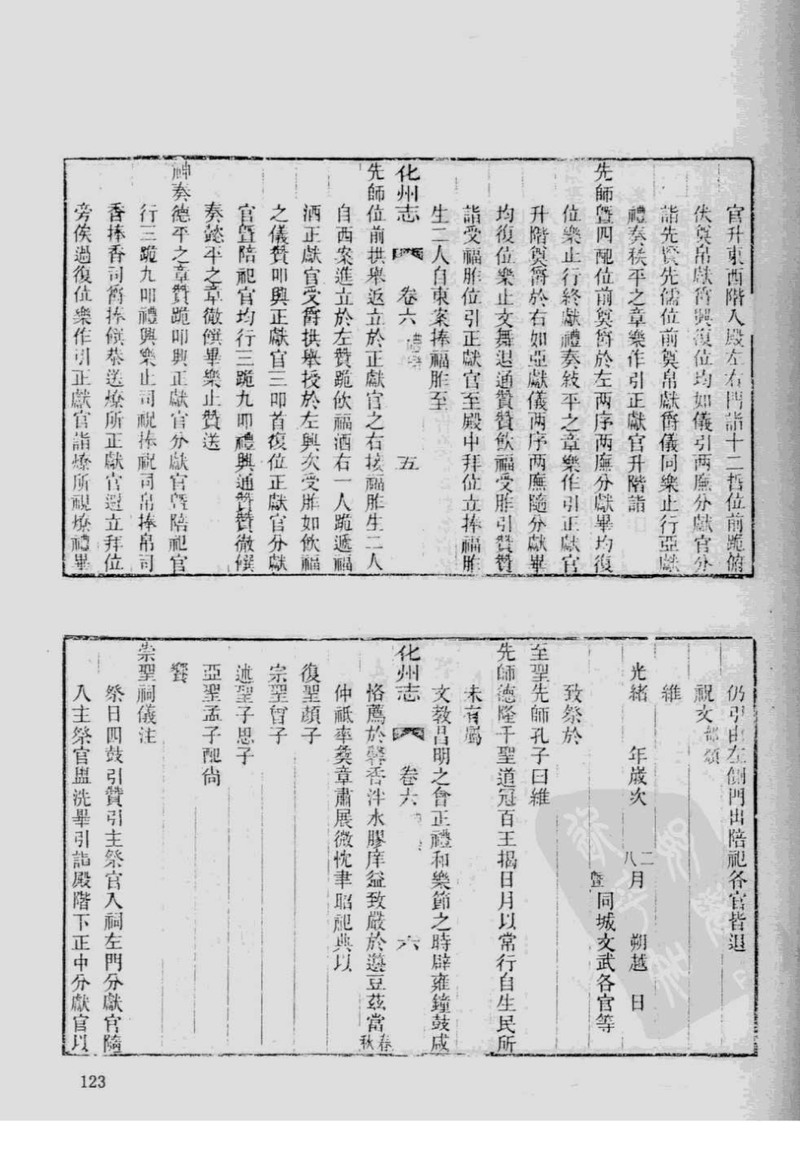 官升東西階入殿左右門詣十二哲位前跪俯
伏奠帛獻爵興復位均如儀引兩廡分獻官分
詣先賢先儒位前奠帛獻爵儀同樂止行亞獻
禮奏秩平之章樂作引正獻官升階詣
先師曁四配位前奠爵於左兩序兩廡分獻畢均復
位樂止行終獻禮奏敘平之章樂作引正獻官
升階奠爵於右如亞獻儀兩序兩廡隨分獻畢
均復位樂止文舞退通贊贊飲福受胙引贊贊
詣受福胙位引正獻官至殿中拜位立捧福胙
生二人自東案捧福胙至
化州志 卷六 五
先師位前拱舉返立於正獻官之右接福胙生二人
自西案進立於左贊跪飲福酒右一人跪遞福
酒正獻官受爵拱舉授於左興次受胙如飲福
之儀贊叩興正獻官三叩首復位正獻官分獻
官曁陪祀官均行三跪九叩禮興通贊贊徹饌
奏懿平之章徹饌畢樂止贊送
神奏德平之章贊跪叩興正獻官分獻官曁陪祀官
行三跪九叩禮興樂止司祝捧祝司帛捧帛司
香捧香司爵捧饌恭送燎所正獻官退立拜位
旁俟過復位樂作引正獻官詣燎所視燎禮畢
仍引由左側門出陪祀各官皆退
祝文部頒
維
光緒 年歲次 二八月 朔越 日
曁同城文武各官等
致祭於
至聖先師孔子曰維
先師德隆千聖道冠百王揭日月以常行自生民所
未有屬
文教昌明之會正禮和樂節之時辟雍鐘鼓咸
化州志 卷六 六
恪薦於馨香泮水膠庠益致嚴於籩豆茲當春秋
仲祗率彝章肅展微忱聿昭祀典以
復聖顏子
宗聖曾子
述聖子思子
亞聖孟子配尚
饗
崇聖祠儀注
祭日四鼓引贊引主祭官入祠左門分獻官隨
入主祭官盥洗畢引詣殿階下正中分獻官以
123